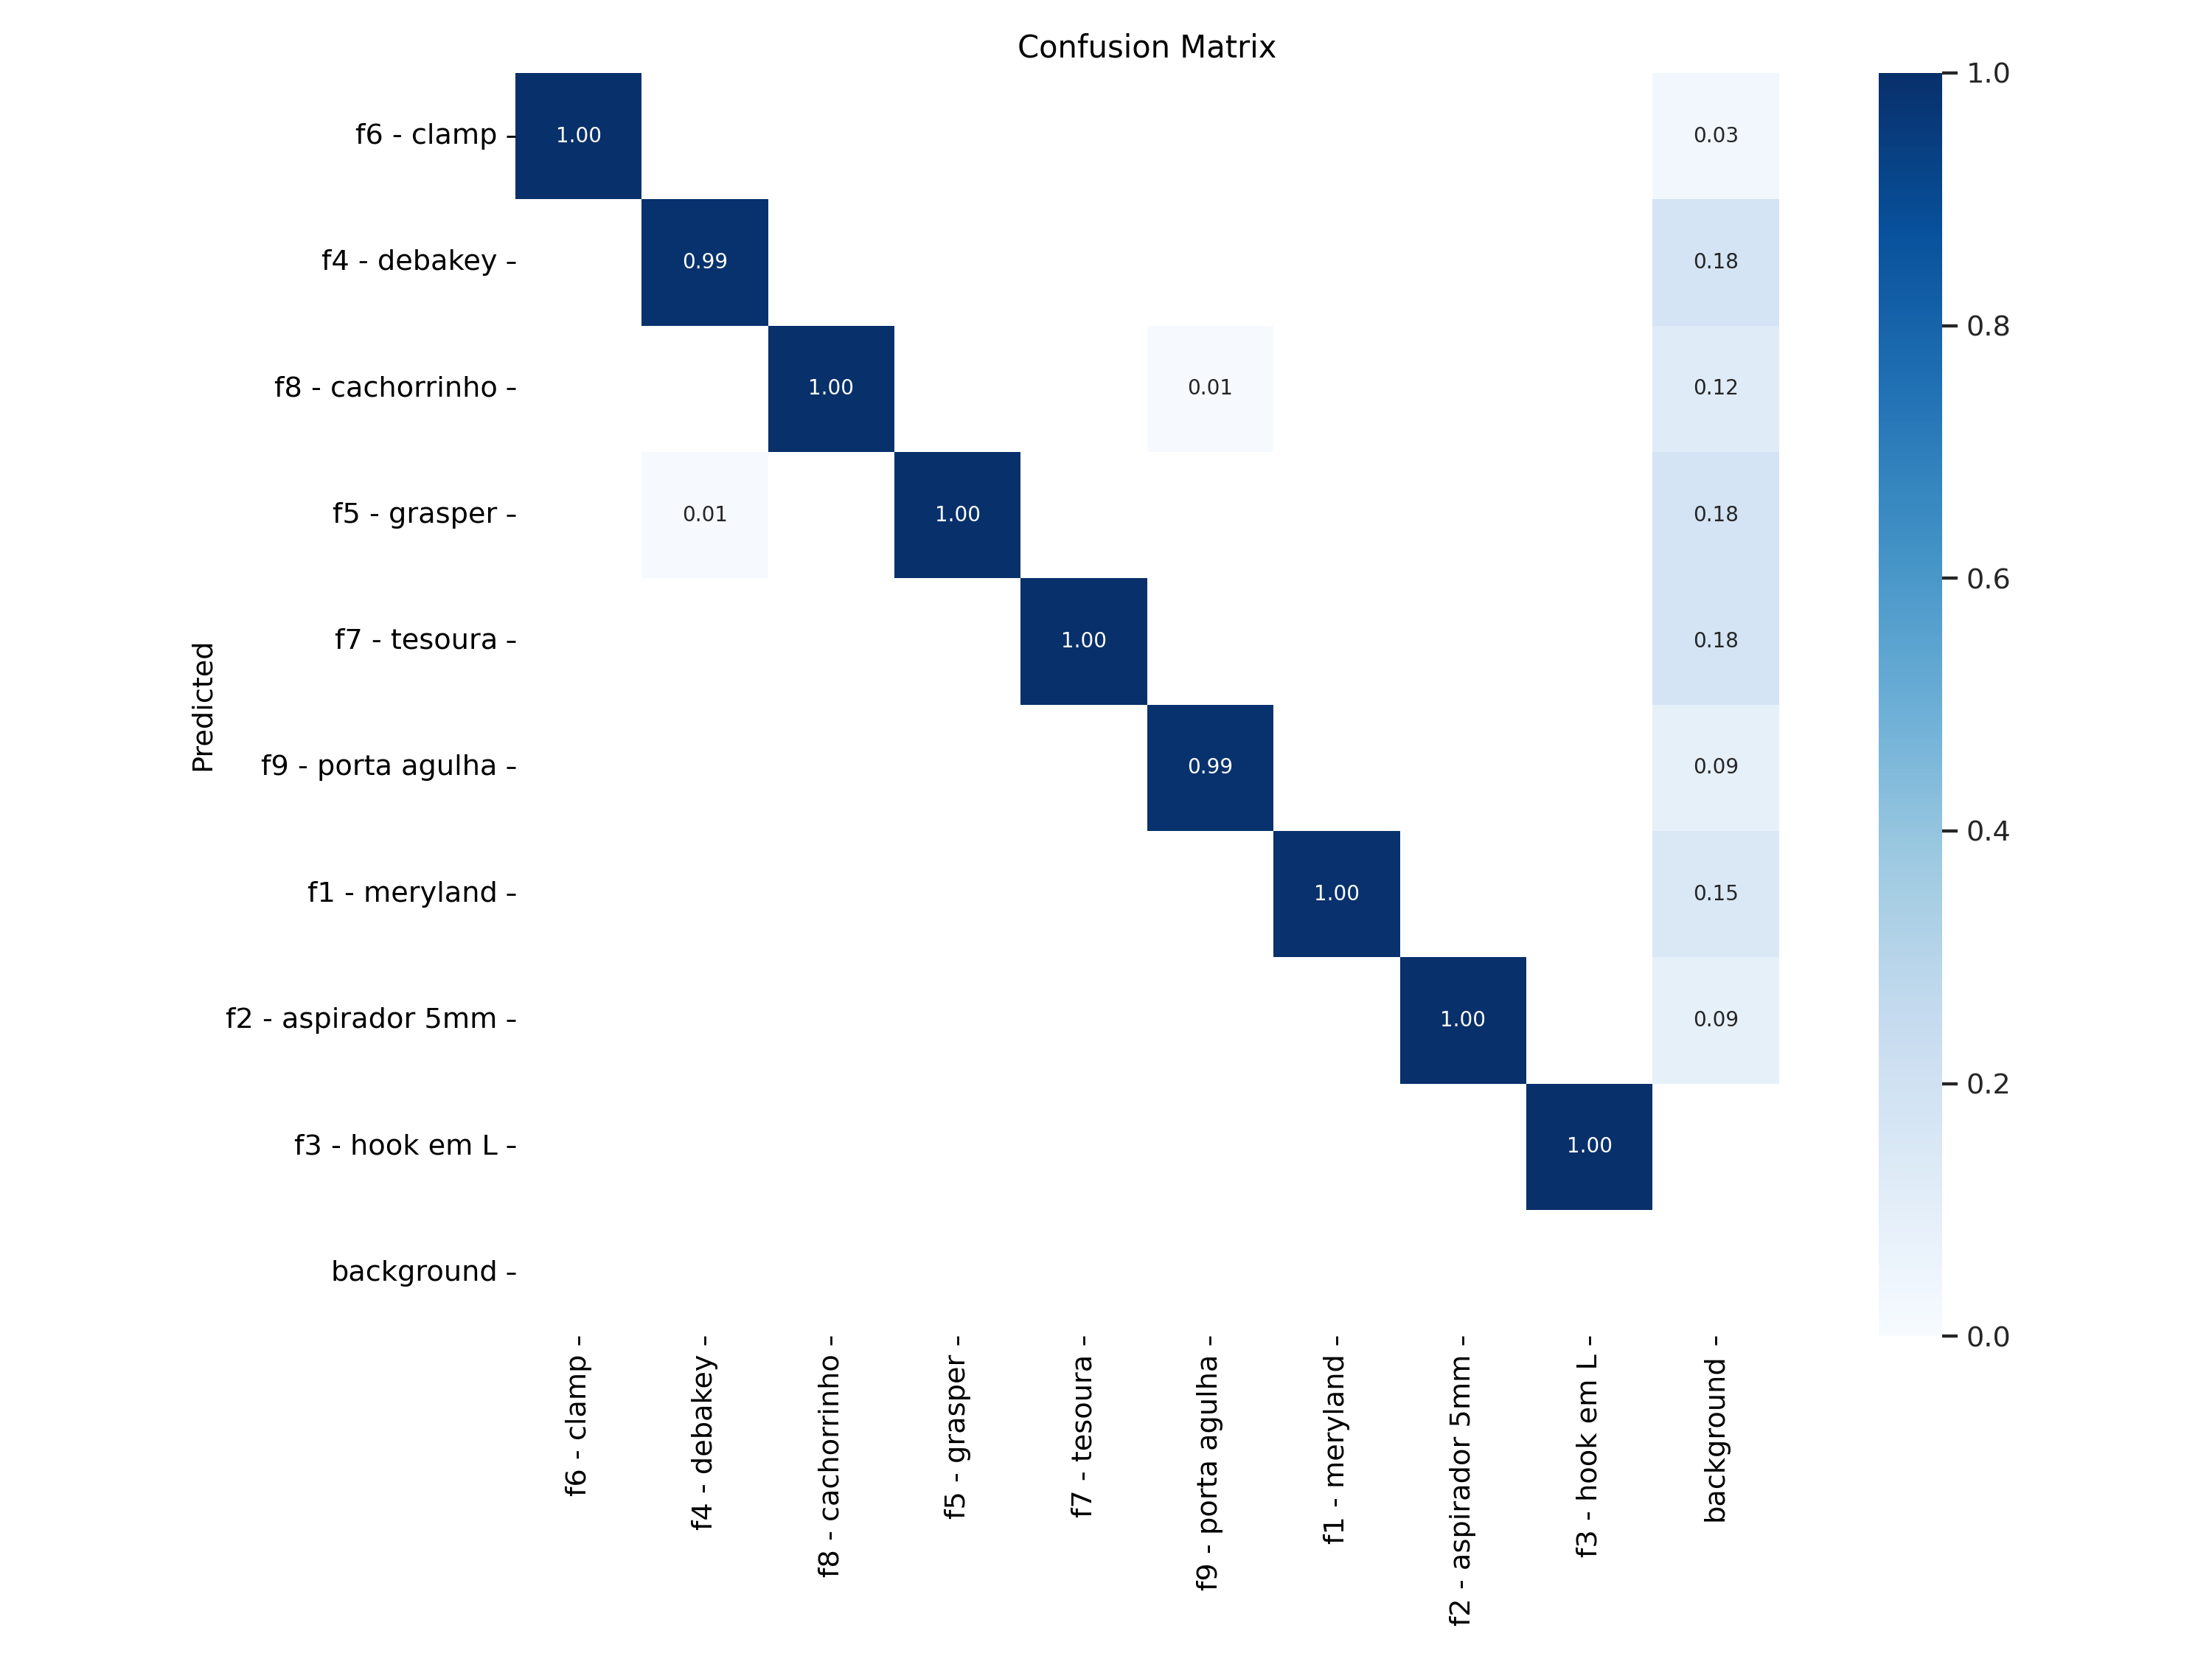 Confusion Matrix
f6 - clamp
1.00
0.03
1.0
f4 - debakey
0.99
0.18
f8 - cachorrinho
1.00
0.01
0.12
0.8
f5 - grasper
0.01
1.00
0.18
0.6
f7 - tesoura
1.00
0.18
Predicted
f9 - porta agulha
0.99
0.09
0.4
f1 - meryland
1.00
0.15
f2 - aspirador 5mm
1.00
0.09
0.2
f3 - hook em L
1.00
background
0.0
f6 - clamp
f4 - debakey
f8 - cachorrinho
f5 - grasper
f7 - tesoura
f9 - porta agulha
f1 - meryland
f2 - aspirador 5mm
f3 - hook em L
background